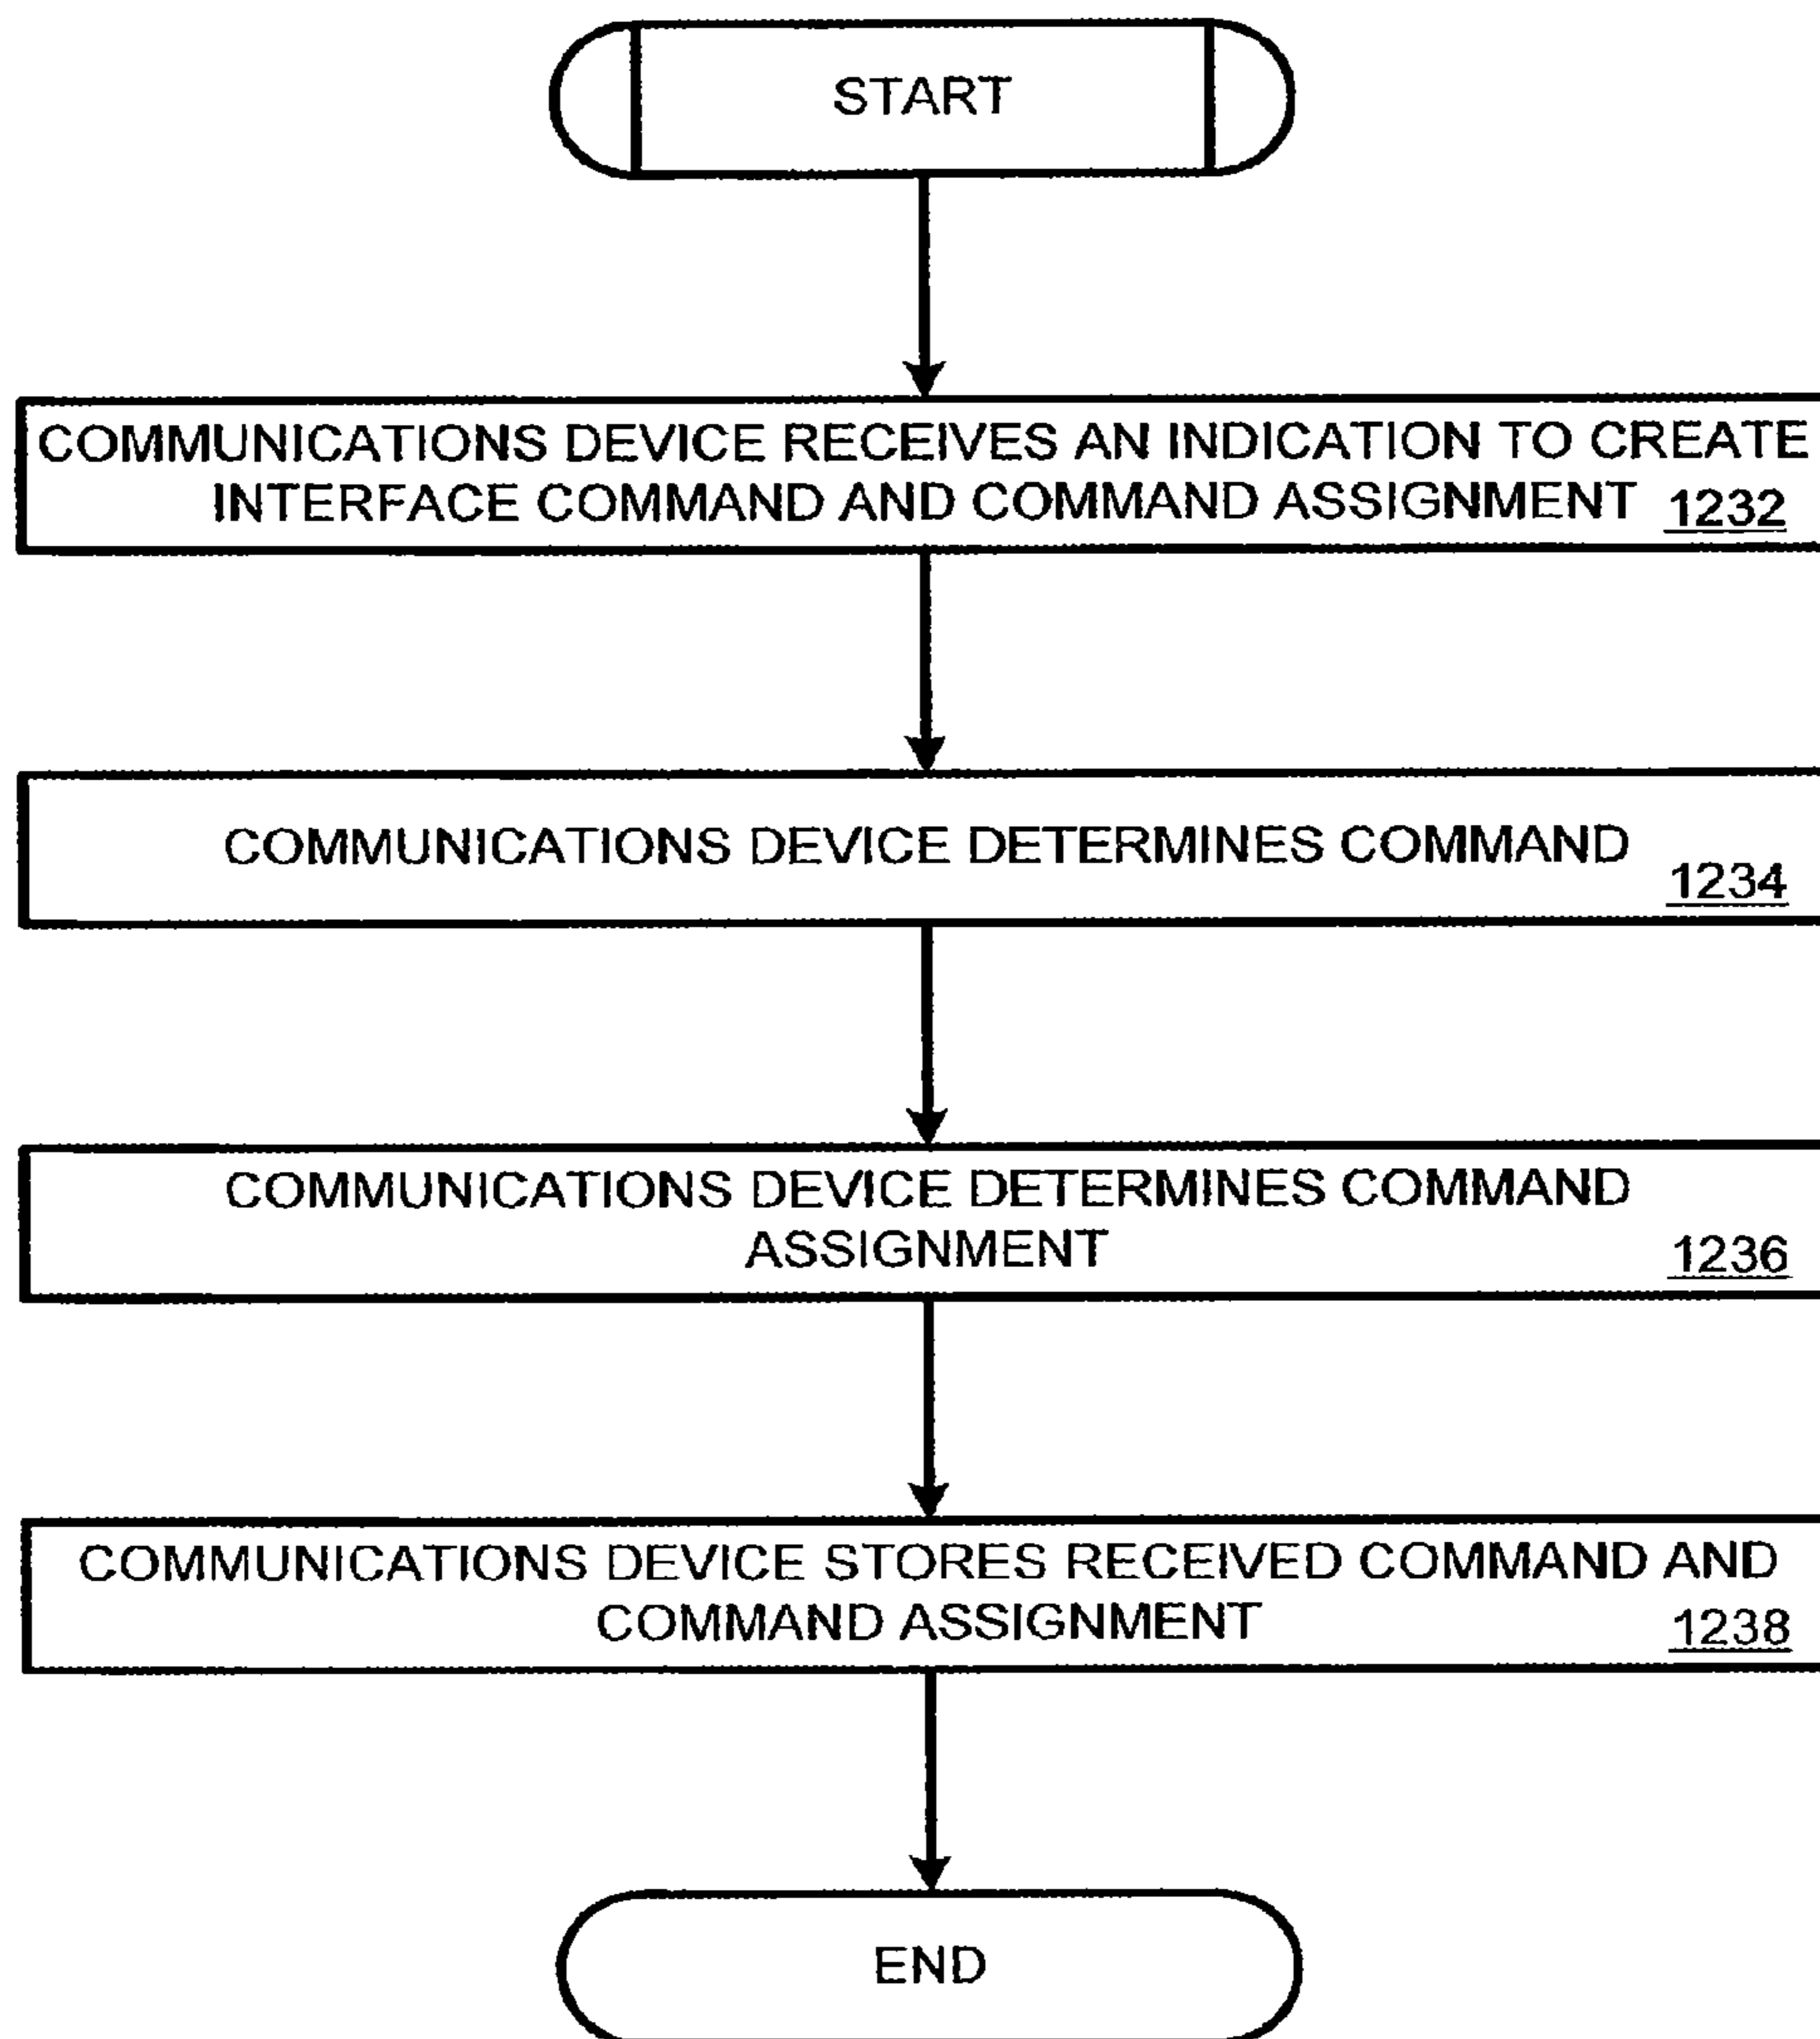 START
COMMUNICATIONS DEVICE RECEIVES AN INDICATION TO CREATE
INTERFACE COMMAND AND COMMAND ASSIGNMENT 1232
COMMUNICATIONS DEVICE DETERMINES COMMAND
1234
COMMUNICATIONS DEVICE DETERMINES COMMAND
ASSIGNMENT 1236
COMMUNICATIONS DEVICE STORES RECEIVED COMMAND AND
COMMAND ASSIGNMENT 1238
END